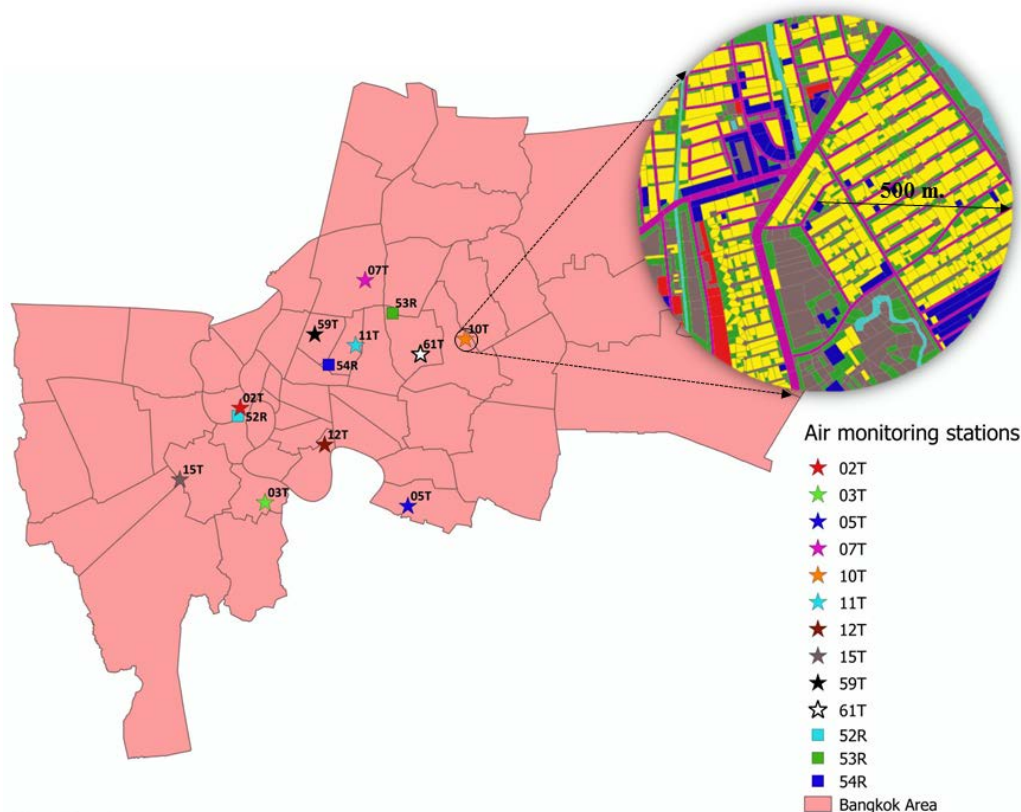 500 m.
07T
53R
59T
11T
10T
61T
54R
02T
52R
12T
15T
03T
05T
Air monitoring stations
02T
03T
05T
07T
10T
11T
12T
15T
59T
61T
52R
53R
54R
Bangkok Area